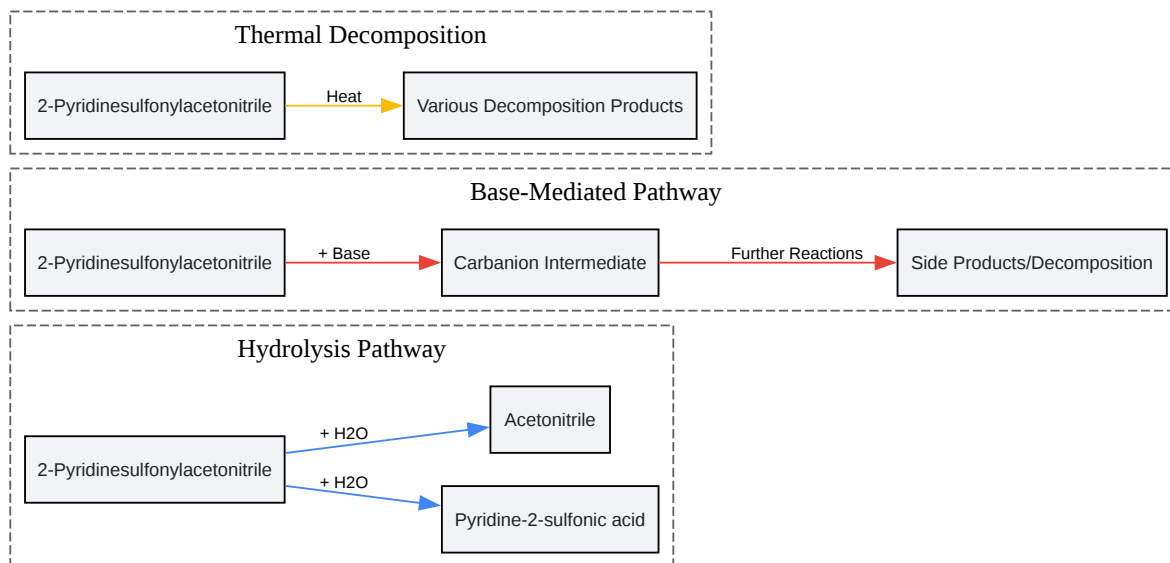 Thermal Decomposition
2-Pyridinesulfonylacetonitrile
Heat
Various Decomposition Products
Base-Mediated Pathway
2-Pyridinesulfonylacetonitrile
+ Base
Carbanion Intermediate
Further Reactions
Side Products/Decomposition
Hydrolysis Pathway
2-Pyridinesulfonylacetonitrile
+ H2O
Acetonitrile
+ H2O
Pyridine-2-sulfonic acid